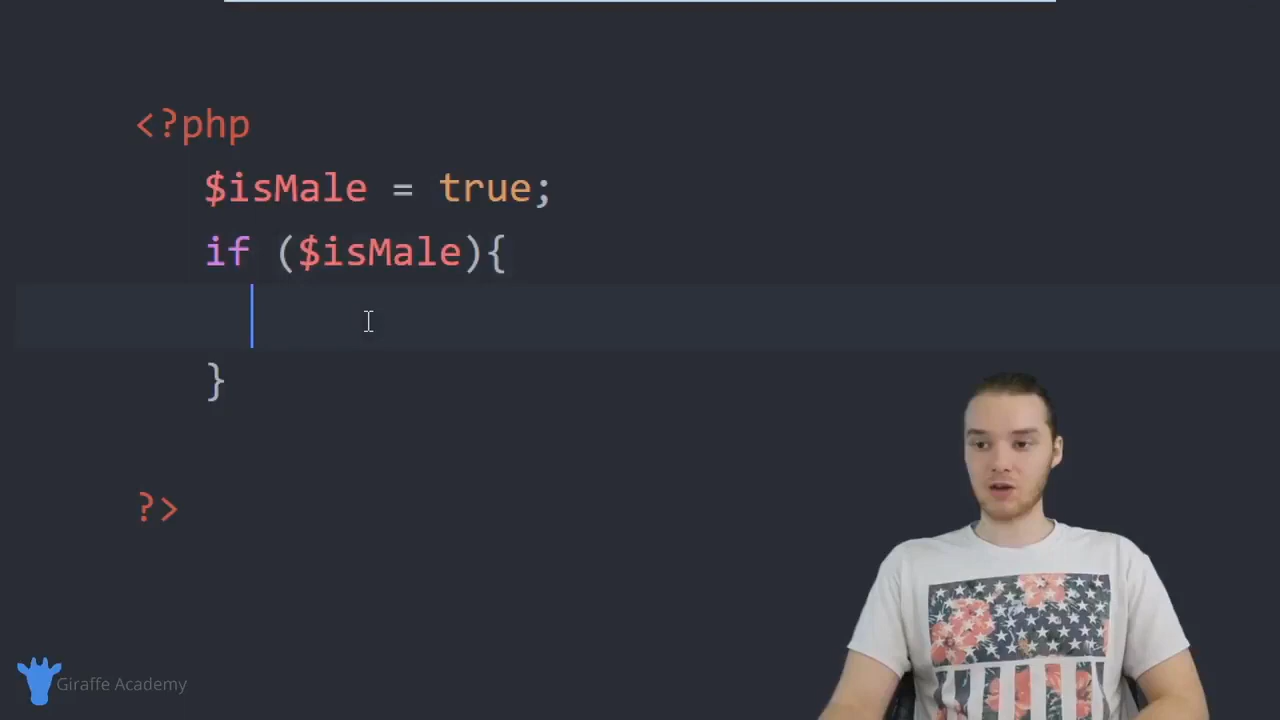 <?php
$isMale = true;
if ($isMale){
}
?>
Giraffe Academy